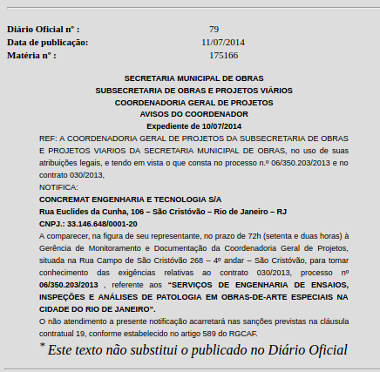 Diário Oficial nº : 79
Data de publicação: 11/07/2014
Matéria nº : 175166
SECRETARIA MUNICIPAL DE OBRAS
SUBSECRETARIA DE OBRAS E PROJETOS VIÁRIOS
COORDENADORIA GERAL DE PROJETOS
AVISOS DO COORDENADOR
Expediente de 10/07/2014
REF: A COORDENADORIA GERAL DE PROJETOS DA SUBSECRETARIA DE OBRAS
E PROJETOS VIARIOS DA SECRETARIA MUNICIPAL DE OBRAS, no uso de suas
atribuições legais, e tendo em vista o que consta no processo n.º 06/350.203/2013 e no
contrato 030/2013,
NOTIFICA:
CONCREMAT ENGENHARIA E TECNOLOGIA S/A
Rua Euclides da Cunha, 106 – São Cristóvão – Rio de Janeiro – RJ
CNPJ.: 33.146.648/0001-20
A comparecer, na figura de seu representante, no prazo de 72h (setenta e duas horas) à
Gerência de Monitoramento e Documentação da Coordenadoria Geral de Projetos,
situada na Rua Campo de São Cristóvão 268 – 4º andar – São Cristóvão, para tomar
conhecimento das exigências relativas ao contrato 030/2013, processo nº
06/350.203/2013 , referente aos “SERVIÇOS DE ENGENHARIA DE ENSAIOS,
INSPEÇÕES E ANÁLISES DE PATOLOGIA EM OBRAS-DE-ARTE ESPECIAIS NA
CIDADE DO RIO DE JANEIRO”.
O não atendimento a presente notificação acarretará nas sanções previstas na cláusula
contratual 19, conforme estabelecido no artigo 589 do RGCAF.
* Este texto não substitui o publicado no Diário Oficial